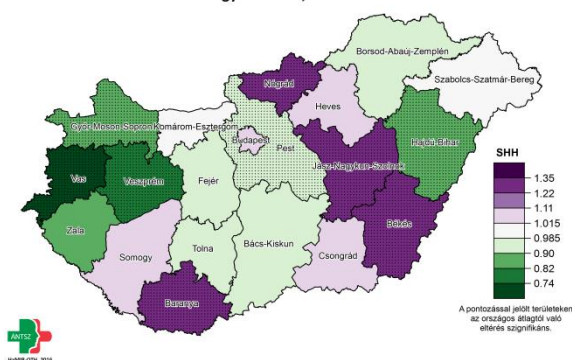 Borsod-Abaúj-Zemplén
Szabolcs-Szatmár-Bereg
Nógrád
Heves
Győr-Moson-Sopron
Komárom-Esztergom
Budapest
Pest
Hajdú-Bihar
Jász-Nagykun-Szolnok
Vas
Veszprém
Fejér
Zala
Somogy
Tolna
Bács-Kiskun
Csongrád
Békés
Baranya
SHH
1.35
1.22
1.11
1.015
0.985
0.90
0.82
0.74
A pontozással jelölt területeken
az országos átlagtól való
eltérés szignifikáns.
ANTSZ